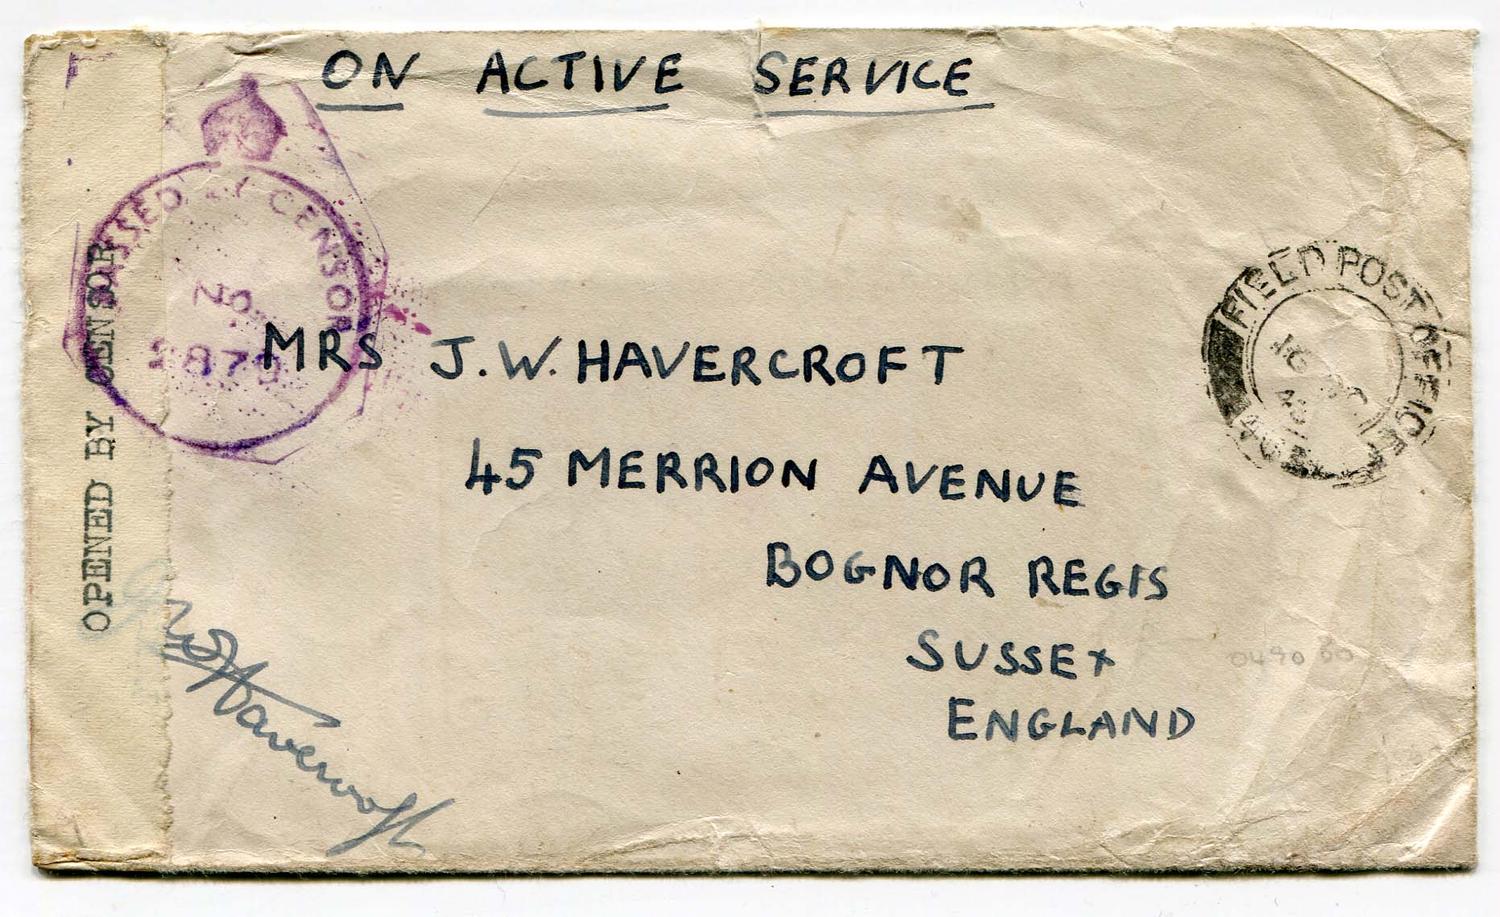 ON ACTIVE SERVICE
PASSED BY CENSOR
No.
OPENED BY CENSOR
MRS J.W. HAVERCROFT
45 MERRION AVENUE
BOGNOR REGIS
SUSSEX
ENGLAND
FIELD POST OFFICE
Havercroft